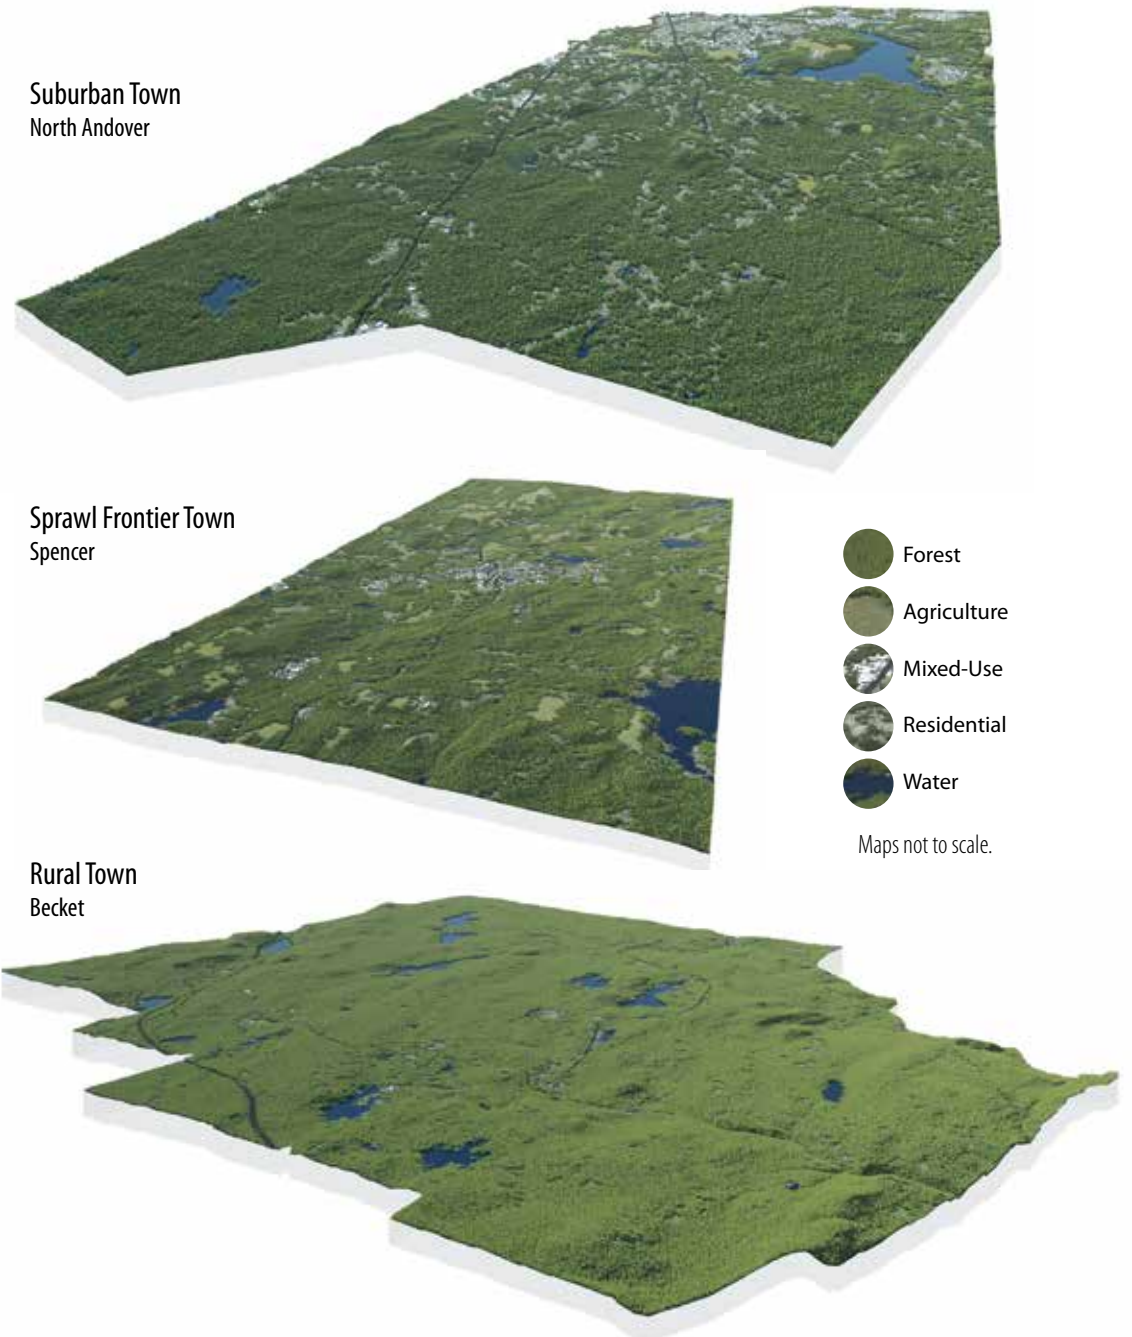 Suburban Town
North Andover
Sprawl Frontier Town
Spencer
Forest
Agriculture
Mixed-Use
Residential
Water
Maps not to scale.
Rural Town
Becket